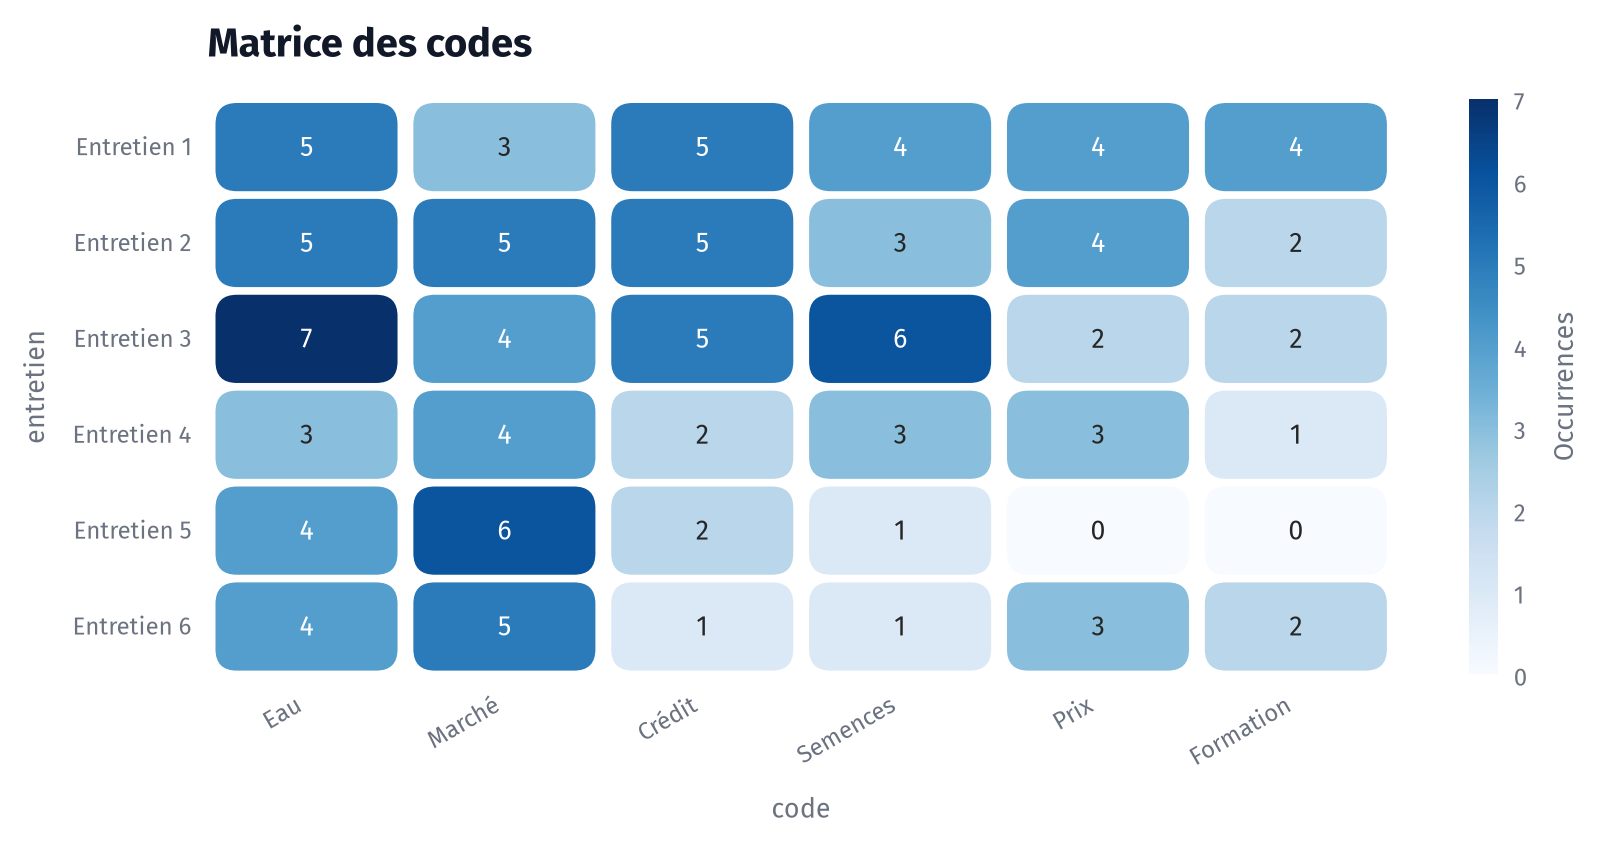 Matrice des codes
Entretien 1 5 3 5 4 4 4
Entretien 2 5 5 5 3 4 2
Entretien 3 7 4 5 6 2 2
Entretien 4 3 4 2 3 3 1
Entretien 5 4 6 2 1 0 0
Entretien 6 4 5 1 1 3 2
Eau Marché Crédit Semences Prix Formation
code
entretien
7
6
5
4
3
2
1
0
Occurrences